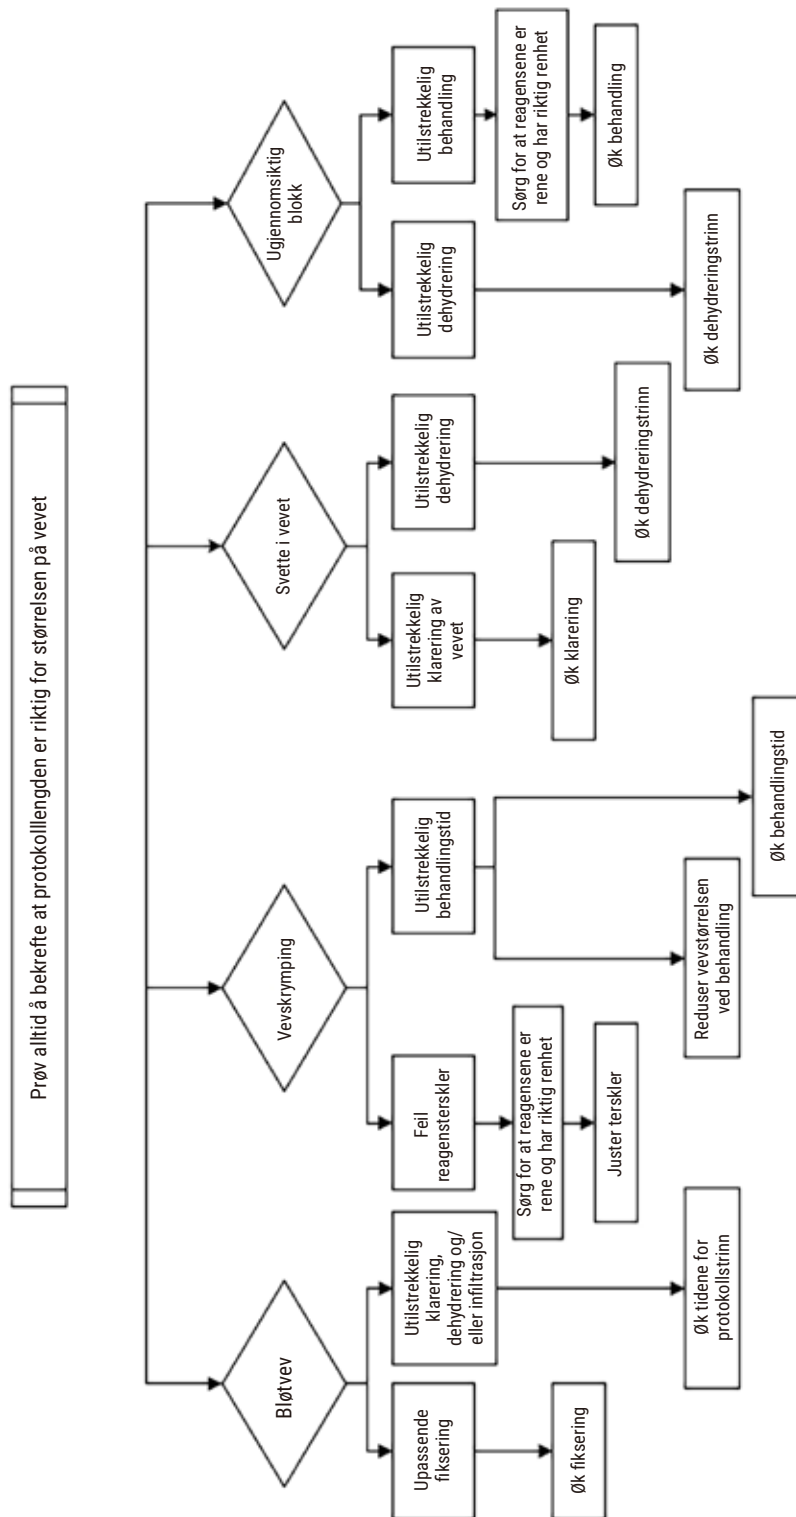 Prøv alltid å bekrefte at protokollengden er riktig for størrelsen på vevet
Bløtvev
Vevskrymping
Svette i vevet
Ugjennomsiktig
blokk
Upassende
fiksering
Utilstrekkelig
klarering,
dehydrering og/
eller infiltrasjon
Feil
reagensterskler
Utilstrekkelig
behandlingstid
Utilstrekkelig
klarering av
vevet
Utilstrekkelig
dehydrering
Utilstrekkelig
dehydrering
Utilstrekkelig
behandling
Sørg for at reagensene er
rene og har riktig renhet
Sørg for at reagensene er
rene og har riktig renhet
Øk fiksering
Juster terskler
Øk klarering
Øk dehydreringstrinn
Øk behandling
Øk tidene for
protokollstrinn
Reduser vevstørrelsen
ved behandling
Øk dehydreringstrinn
Øk behandlingstid